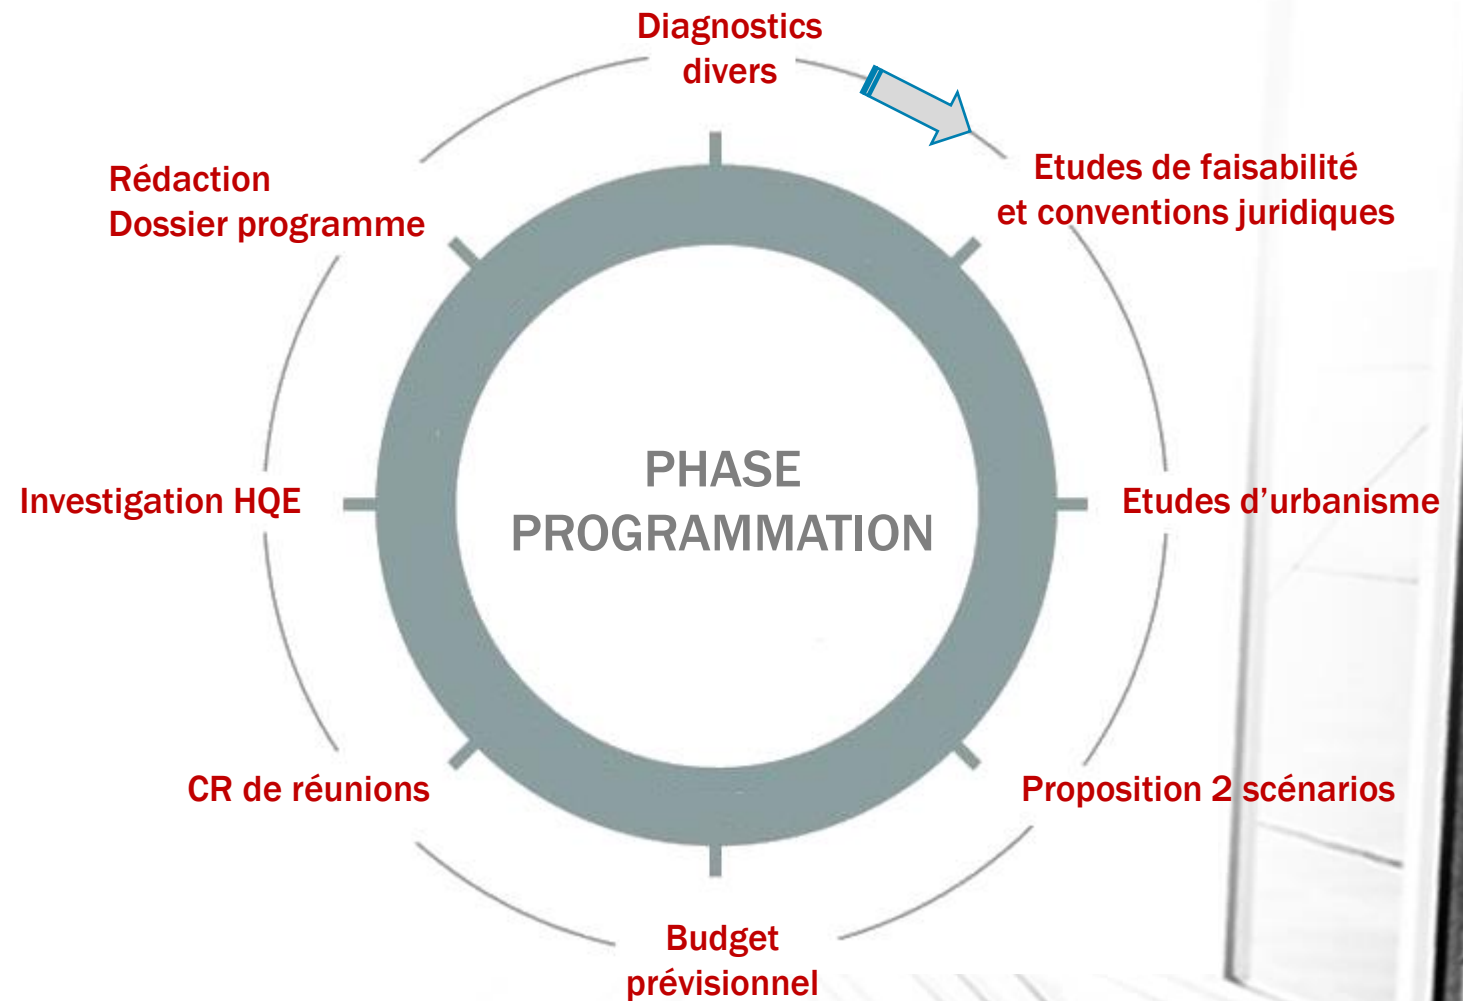 Diagnostics
divers
Etudes de faisabilité
et conventions juridiques
Rédaction
Dossier programme
PHASE
PROGRAMMATION
Investigation HQE
Etudes d’urbanisme
CR de réunions
Proposition 2 scénarios
Budget
prévisionnel